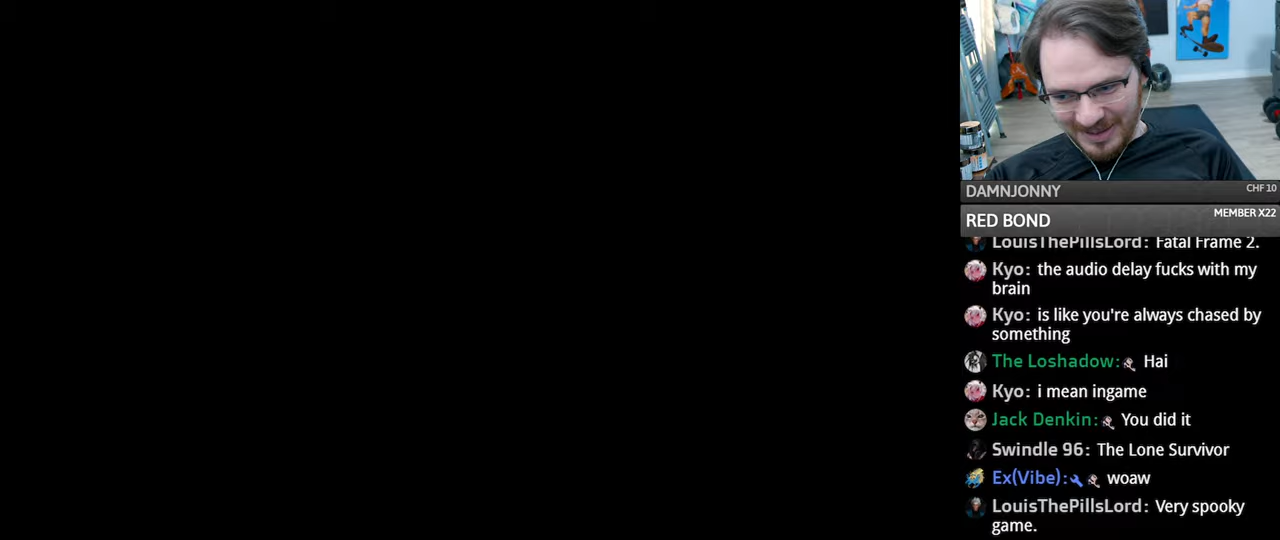 DAMNJONNY CHF 10
RED BOND MEMBER X22
LouisThePillsLord: Fatal Frame 2.
Kyo: the audio delay fucks with my
brain
Kyo: is like you're always chased by
something
The Loshadow: Hai
Kyo: i mean ingame
Jack Denkin: You did it
Swindle 96: The Lone Survivor
Ex(Vibe): woaw
LouisThePillsLord: Very spooky
game.